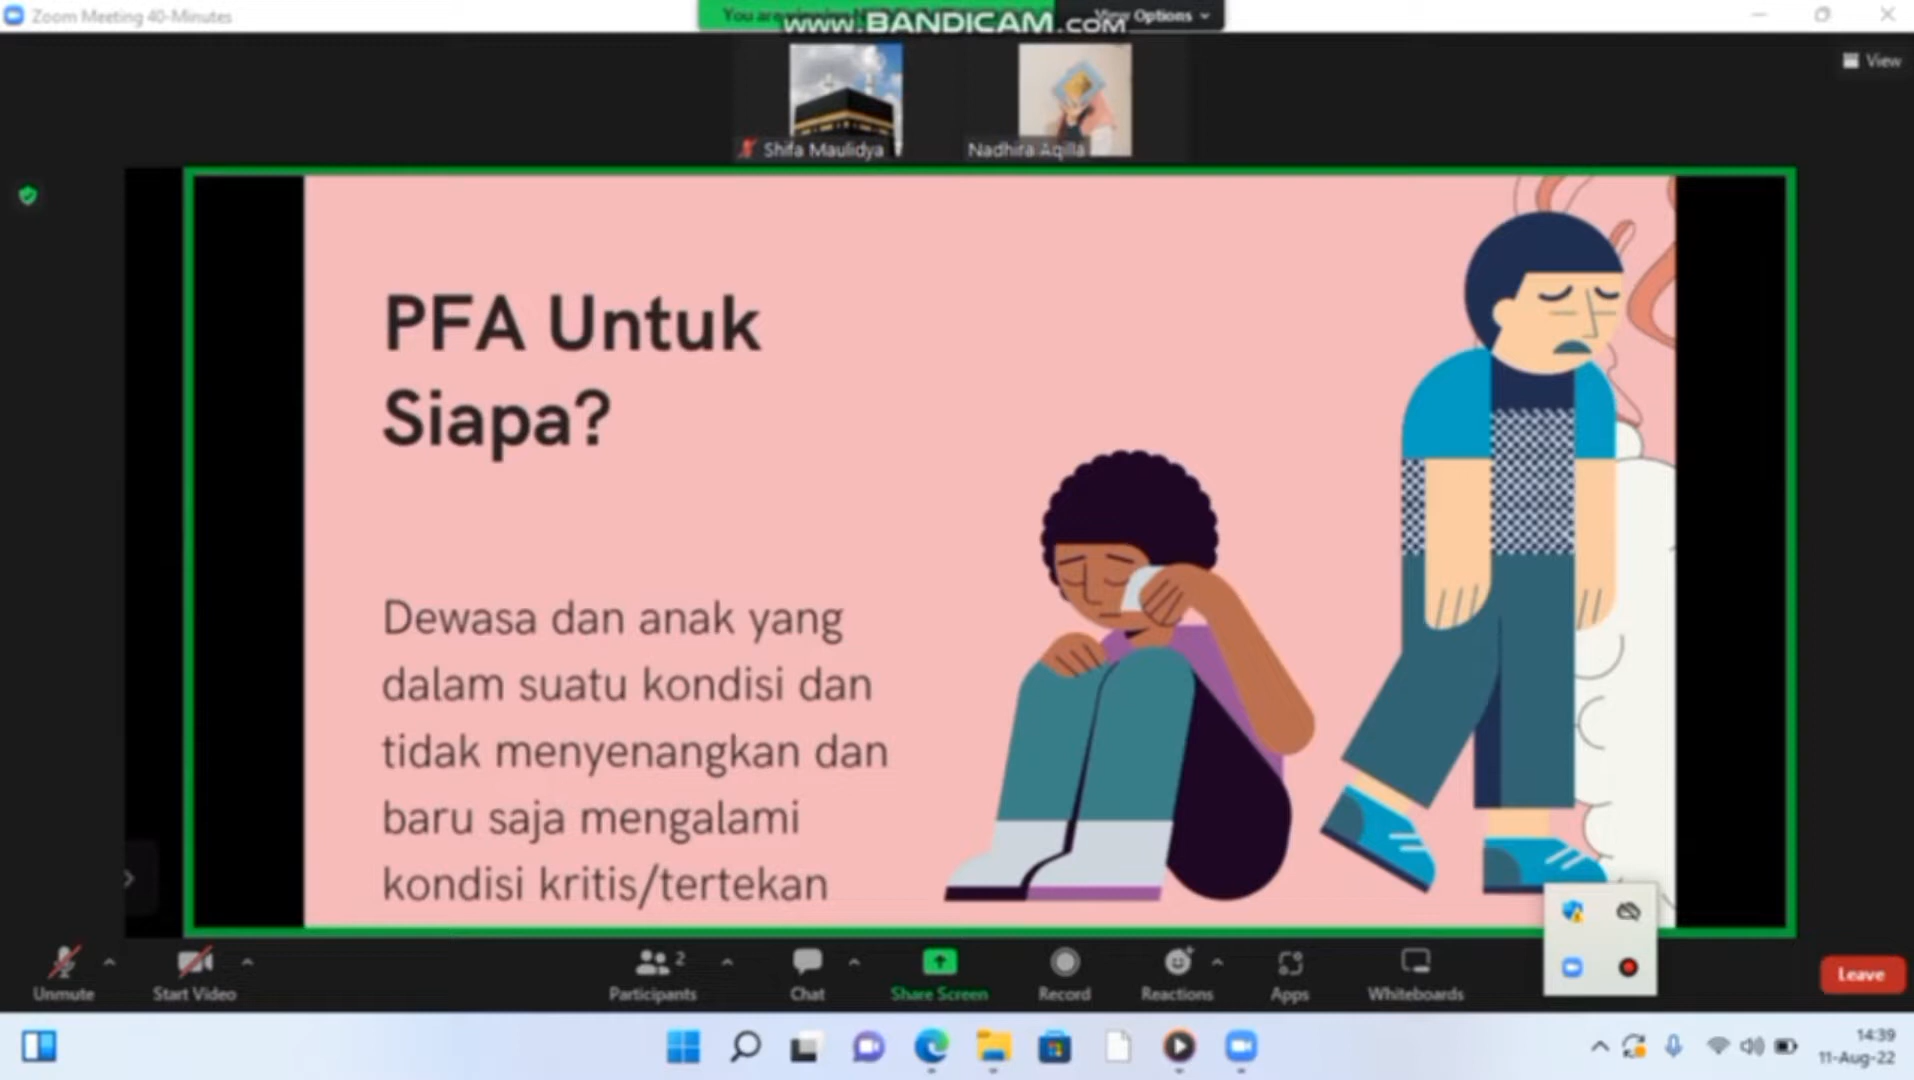 Zoom Meeting 40-Minutes
You are
www.BANDICAM.com
View Options
View
Shifa Maulidya
Nadhira Aqilla
PFA Untuk
Siapa?
Dewasa dan anak yang
dalam suatu kondisi dan
tidak menyenangkan dan
baru saja mengalami
kondisi kritis/tertekan
Unmute
Start Video
2
Participants
Chat
Share Screen
Record
Reactions
Apps
Whiteboards
Leave
14:39
11-Aug-22